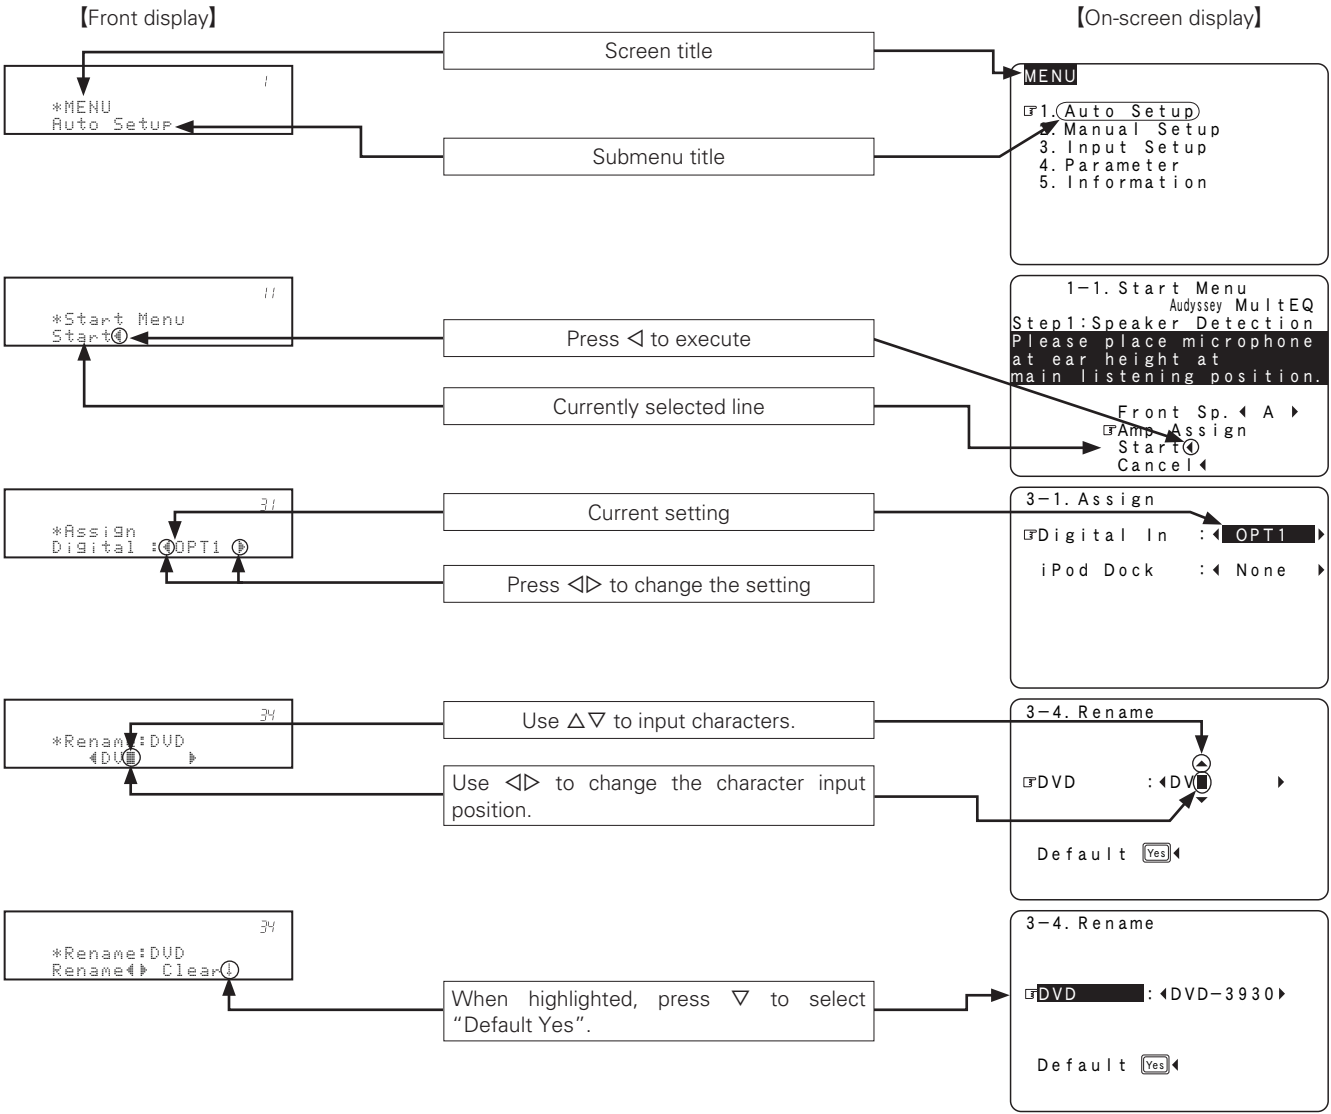 【Front display】
【On-screen display】
Screen title
1
*MENU
Auto Setup
Submenu title
MENU
☞1. Auto Setup
2. Manual Setup
3. Input Setup
4. Parameter
5. Information
11
*Start Menu
Start◀
Press ◁ to execute
Currently selected line
1-1. Start Menu
Audyssey MultEQ
Step1:Speaker Detection
Please place microphone
at ear height at
main listening position.
Front Sp. ◀ A ▶
☞Amp Assign
Start◀
Cancel◀
31
*Assign
Digital :◀OPT1 ▶
Current setting
Press ◁▷ to change the setting
3-1. Assign
☞Digital In :◀ OPT1 ▶
iPod Dock :◀ None ▶
34
*Rename:DVD
◀DV ▶
Use △▽ to input characters.
Use ◁▷ to change the character input
position.
3-4. Rename
☞DVD :◀DV ▶
Default Yes◀
34
*Rename:DVD
Rename◀▶ Clear↓
When highlighted, press ▽ to select
“Default Yes”.
3-4. Rename
☞DVD :◀DVD-3930▶
Default Yes◀